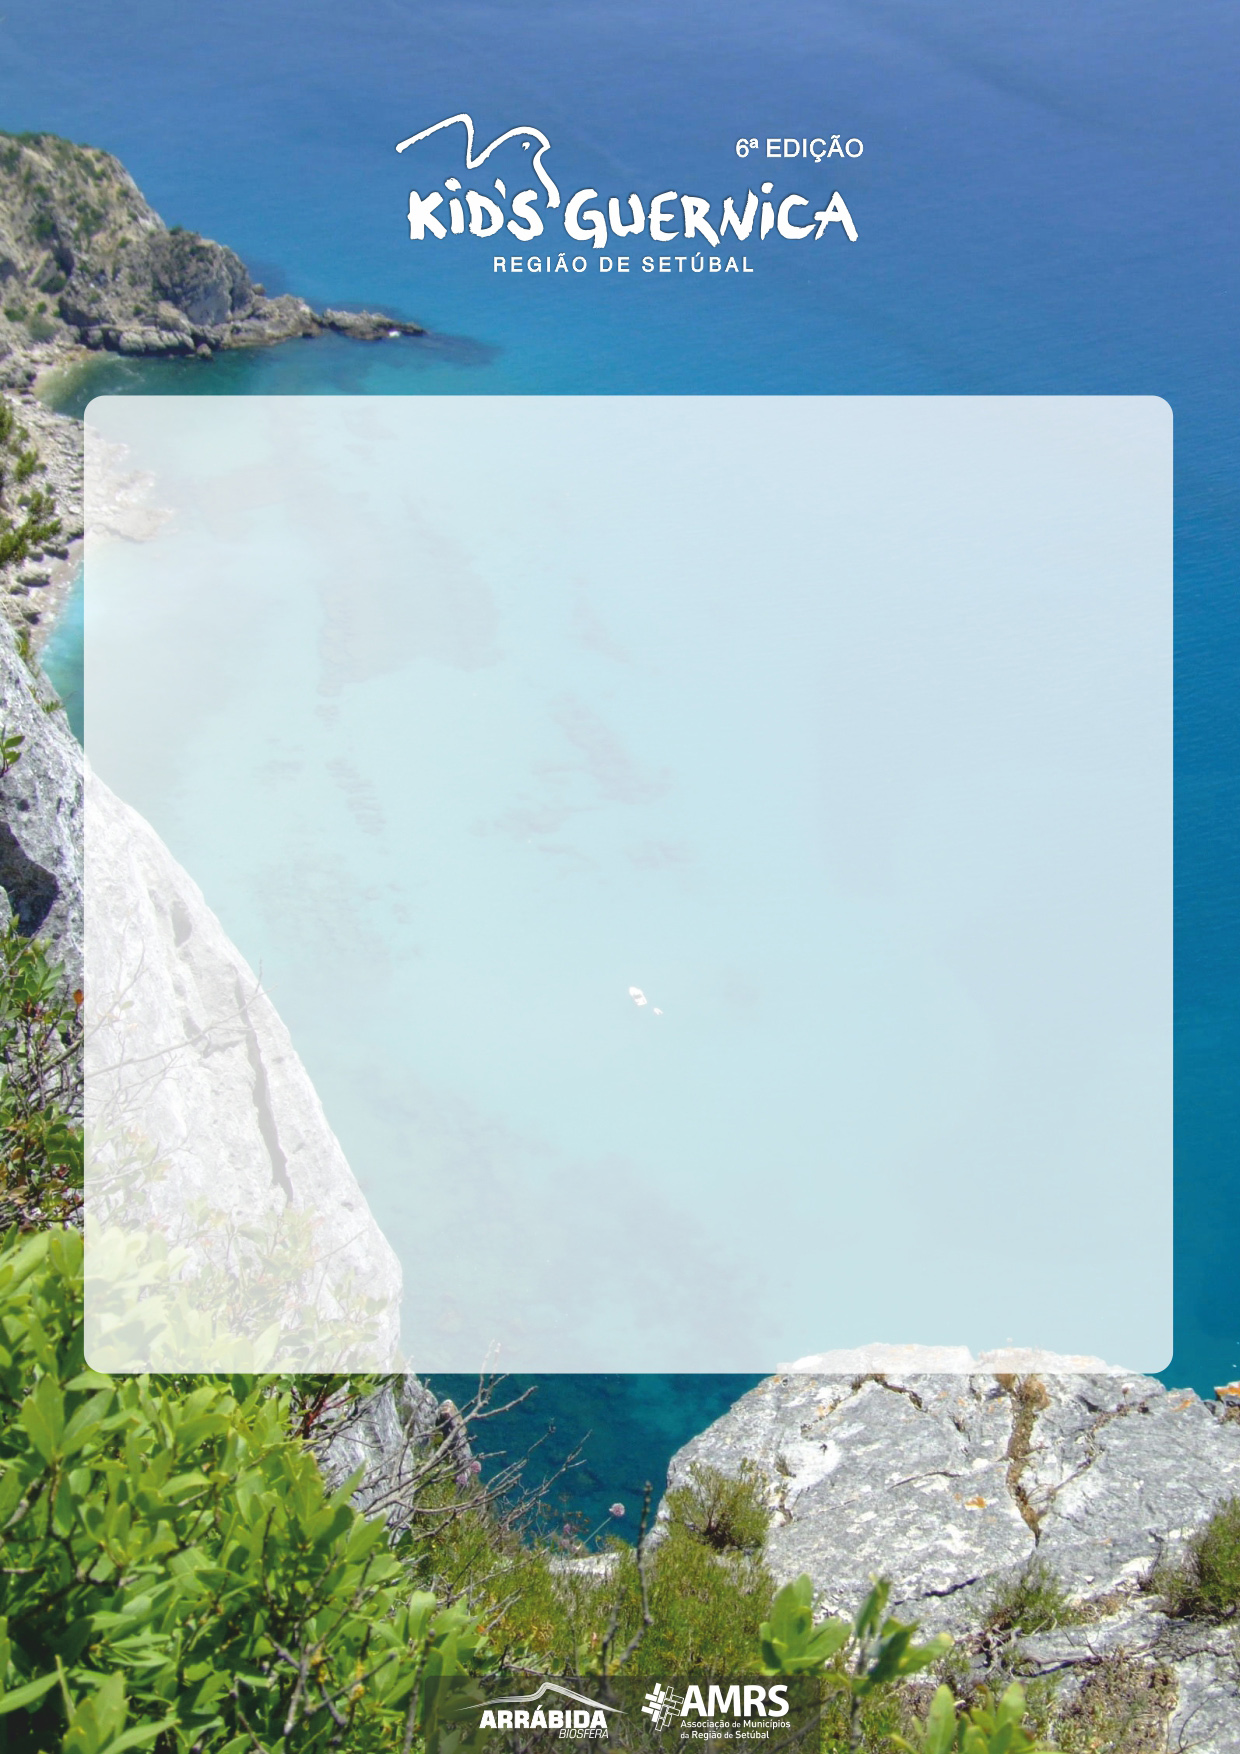 6ª EDIÇÃO
KID'S GUERNICA
REGIÃO DE SETÚBAL
ARRÁBIDA
BIOSFERA
AMRS
Associação de Municípios
da Região de Setúbal